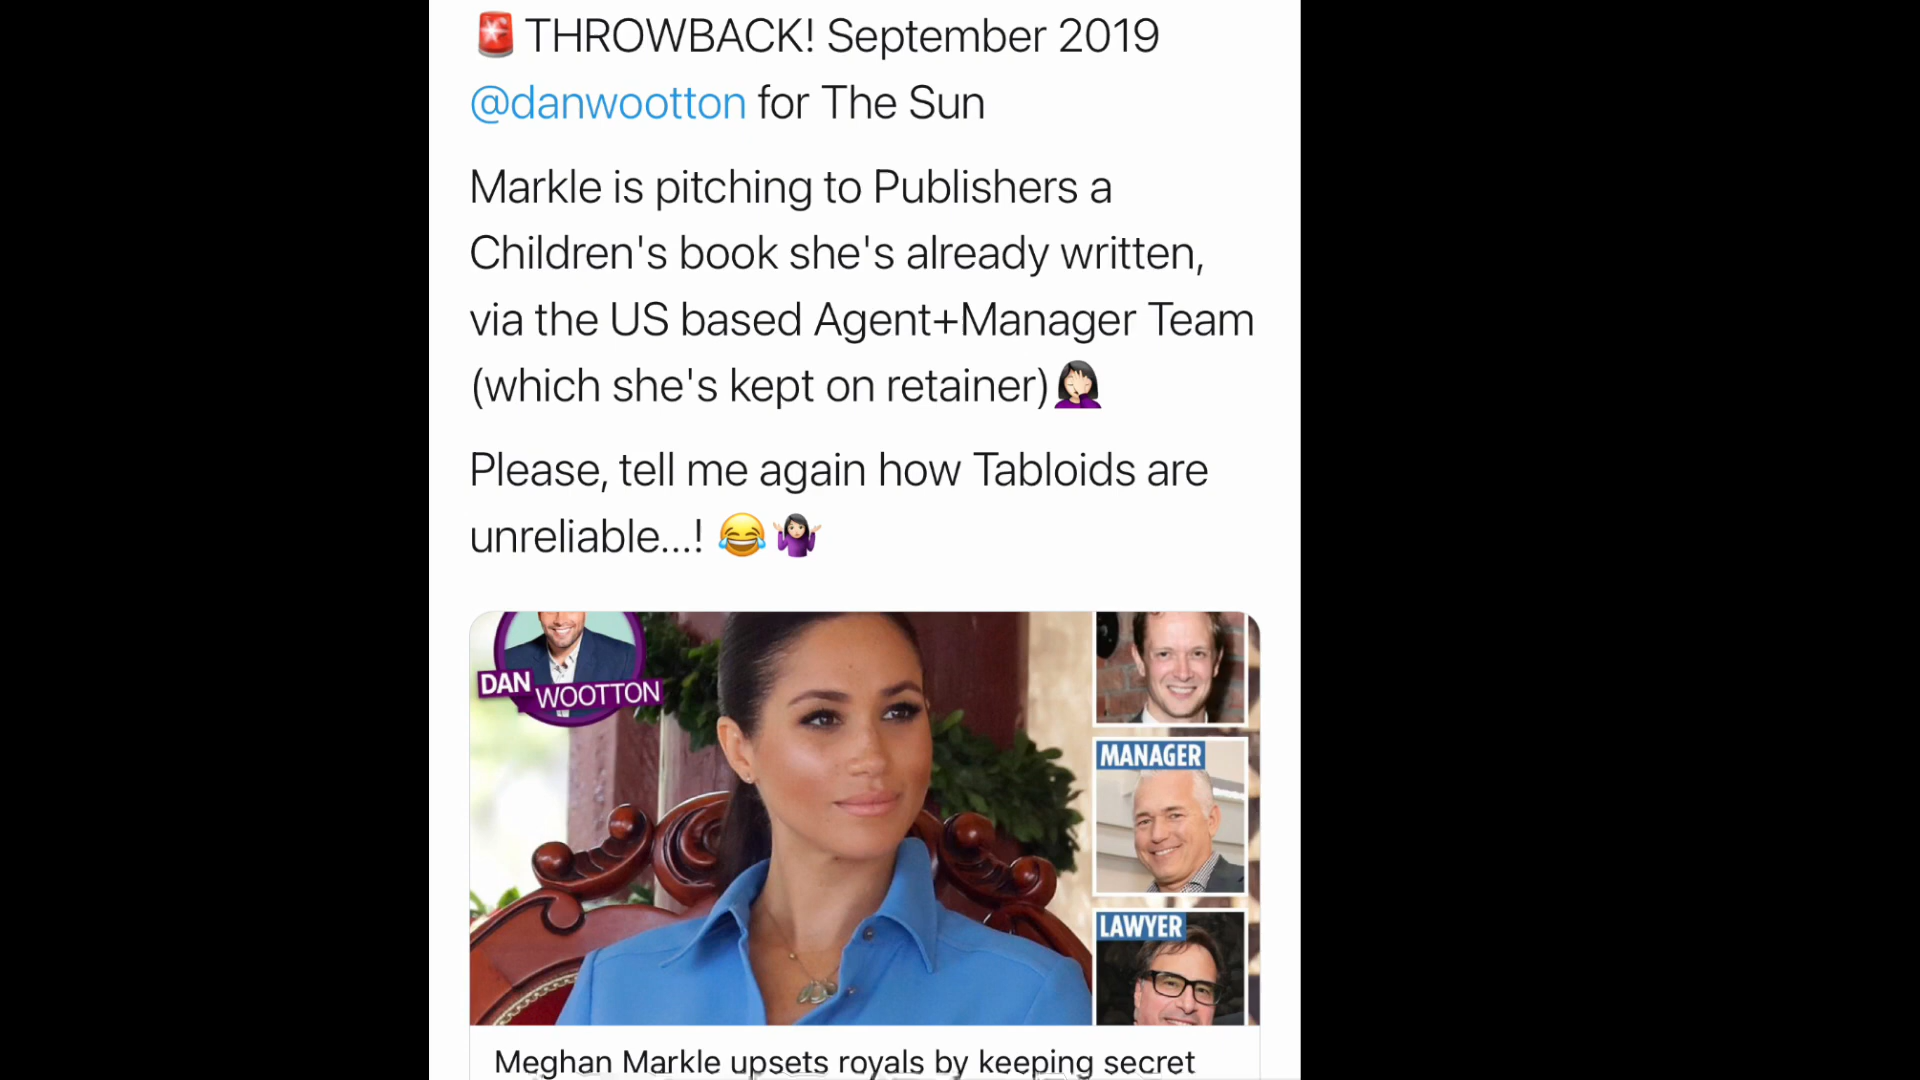 🚨THROWBACK! September 2019
@danwootton for The Sun
Markle is pitching to Publishers a
Children's book she's already written,
via the US based Agent+Manager Team
(which she's kept on retainer)🤦🏻‍♀️
Please, tell me again how Tabloids are
unreliable...! 😂🤷🏻‍♀️
DAN
WOOTTON
MANAGER
LAWYER
Meghan Markle upsets royals by keeping secret